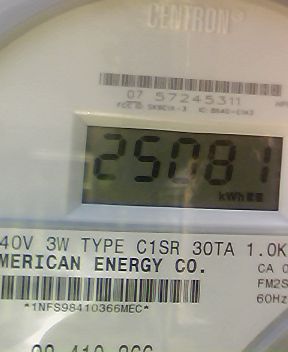 CENTRON
07 57245311
25081
kWh
40V 3W TYPE C1SR 30TA 1.0K
MERICAN ENERGY CO.
CA 0
FM2S
60Hz
*1NFS98410366MEC*